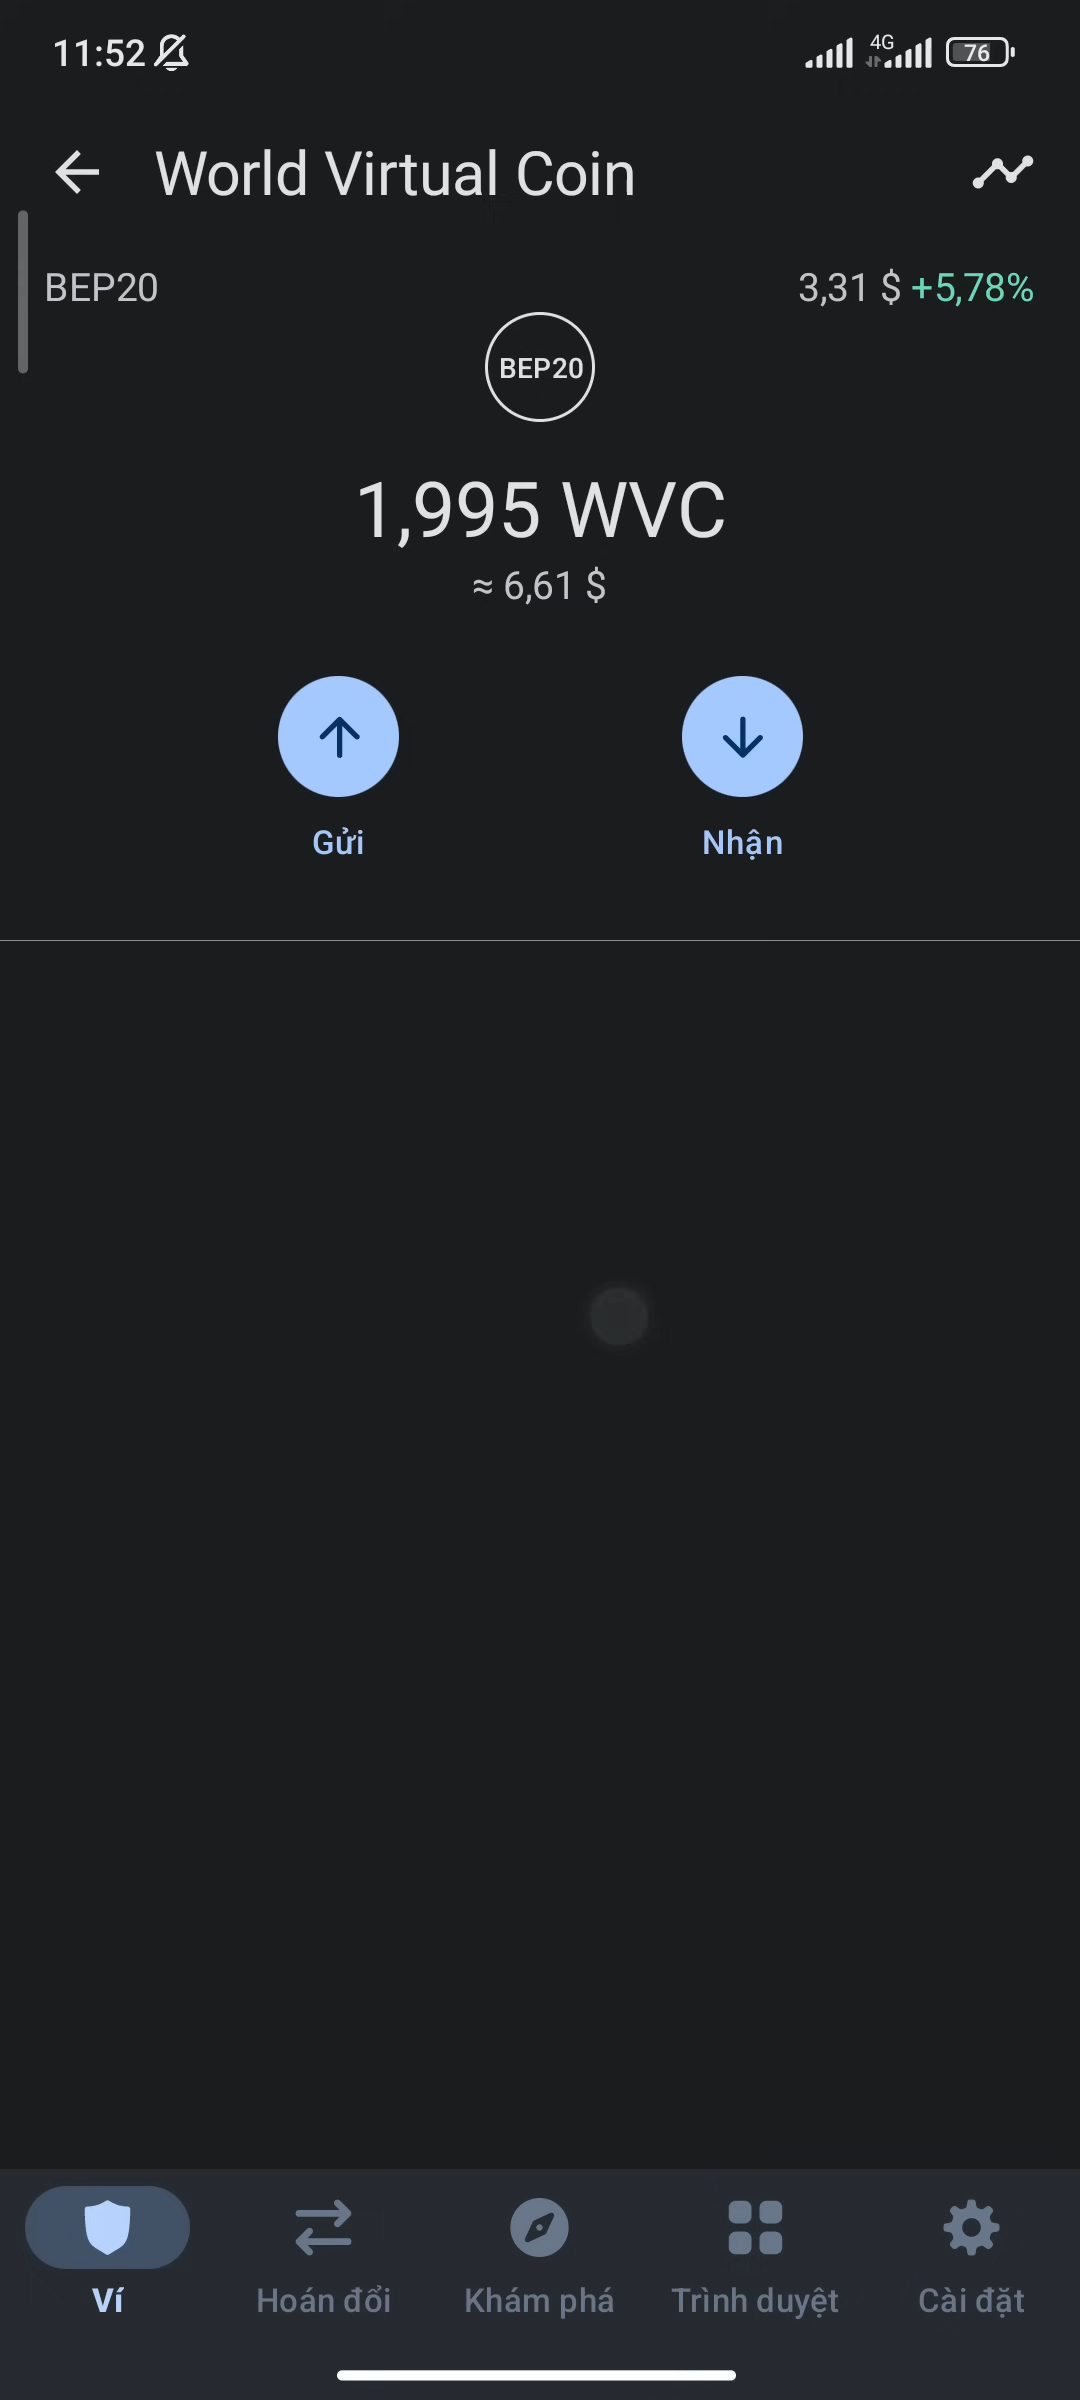 11:52
4G
76
World Virtual Coin
BEP20
3,31 $ +5,78%
BEP20
1,995 WVC
≈ 6,61 $
Gửi
Nhận
Ví
Hoán đổi
Khám phá
Trình duyệt
Cài đặt